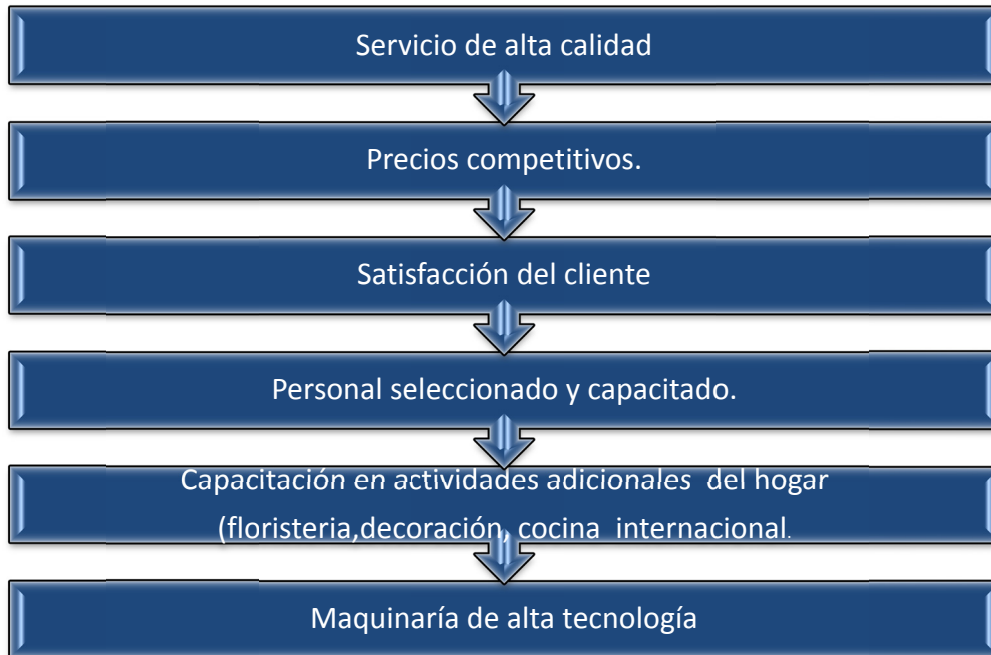 Servicio de alta calidad
Precios competitivos.
Satisfacción del cliente
Personal seleccionado y capacitado.
Capacitación en actividades adicionales  del hogar
(floristeria,decoración, cocina  internacional.
Maquinaría de alta tecnología